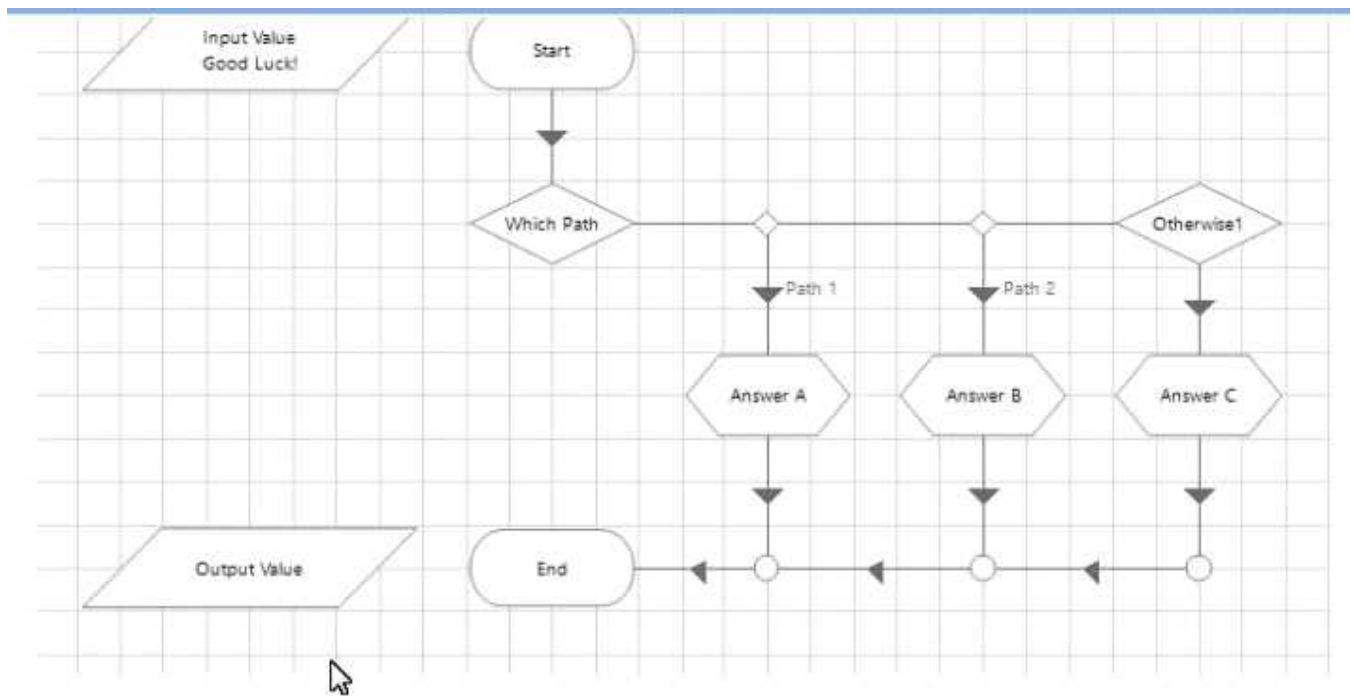 Input Value
Good Luck!
Start
Which Path
Otherwise1
Path 1
Path 2
Answer A
Answer B
Answer C
Output Value
End